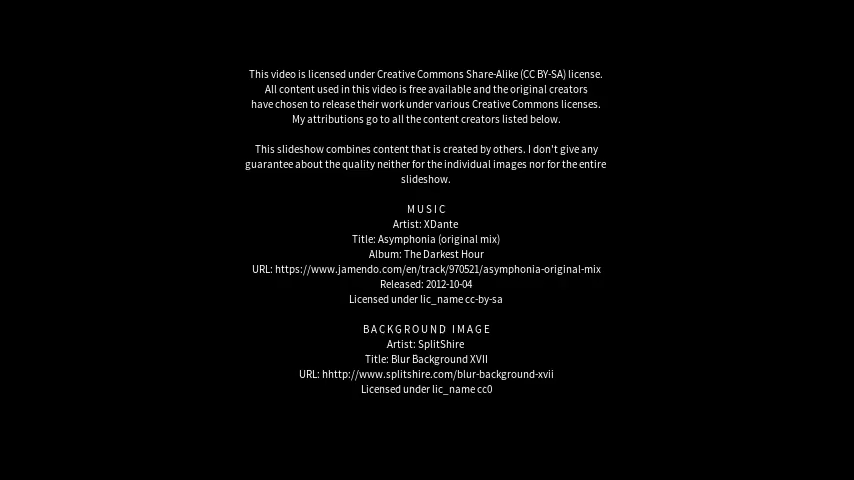 This video is licensed under Creative Commons Share-Alike (CC BY-SA) license.
All content used in this video is free available and the original creators
have chosen to release their work under various Creative Commons licenses.
My attributions go to all the content creators listed below.
This slideshow combines content that is created by others. I don't give any
guarantee about the quality neither for the individual images nor for the entire
slideshow.
MUSIC
Artist: XDante
Title: Asymphonia (original mix)
Album: The Darkest Hour
URL: https://www.jamendo.com/en/track/970521/asymphonia-original-mix
Released: 2012-10-04
Licensed under lic_name cc-by-sa
BACKGROUND IMAGE
Artist: SplitShire
Title: Blur Background XVII
URL: hhttp://www.splitshire.com/blur-background-xvii
Licensed under lic_name cc0